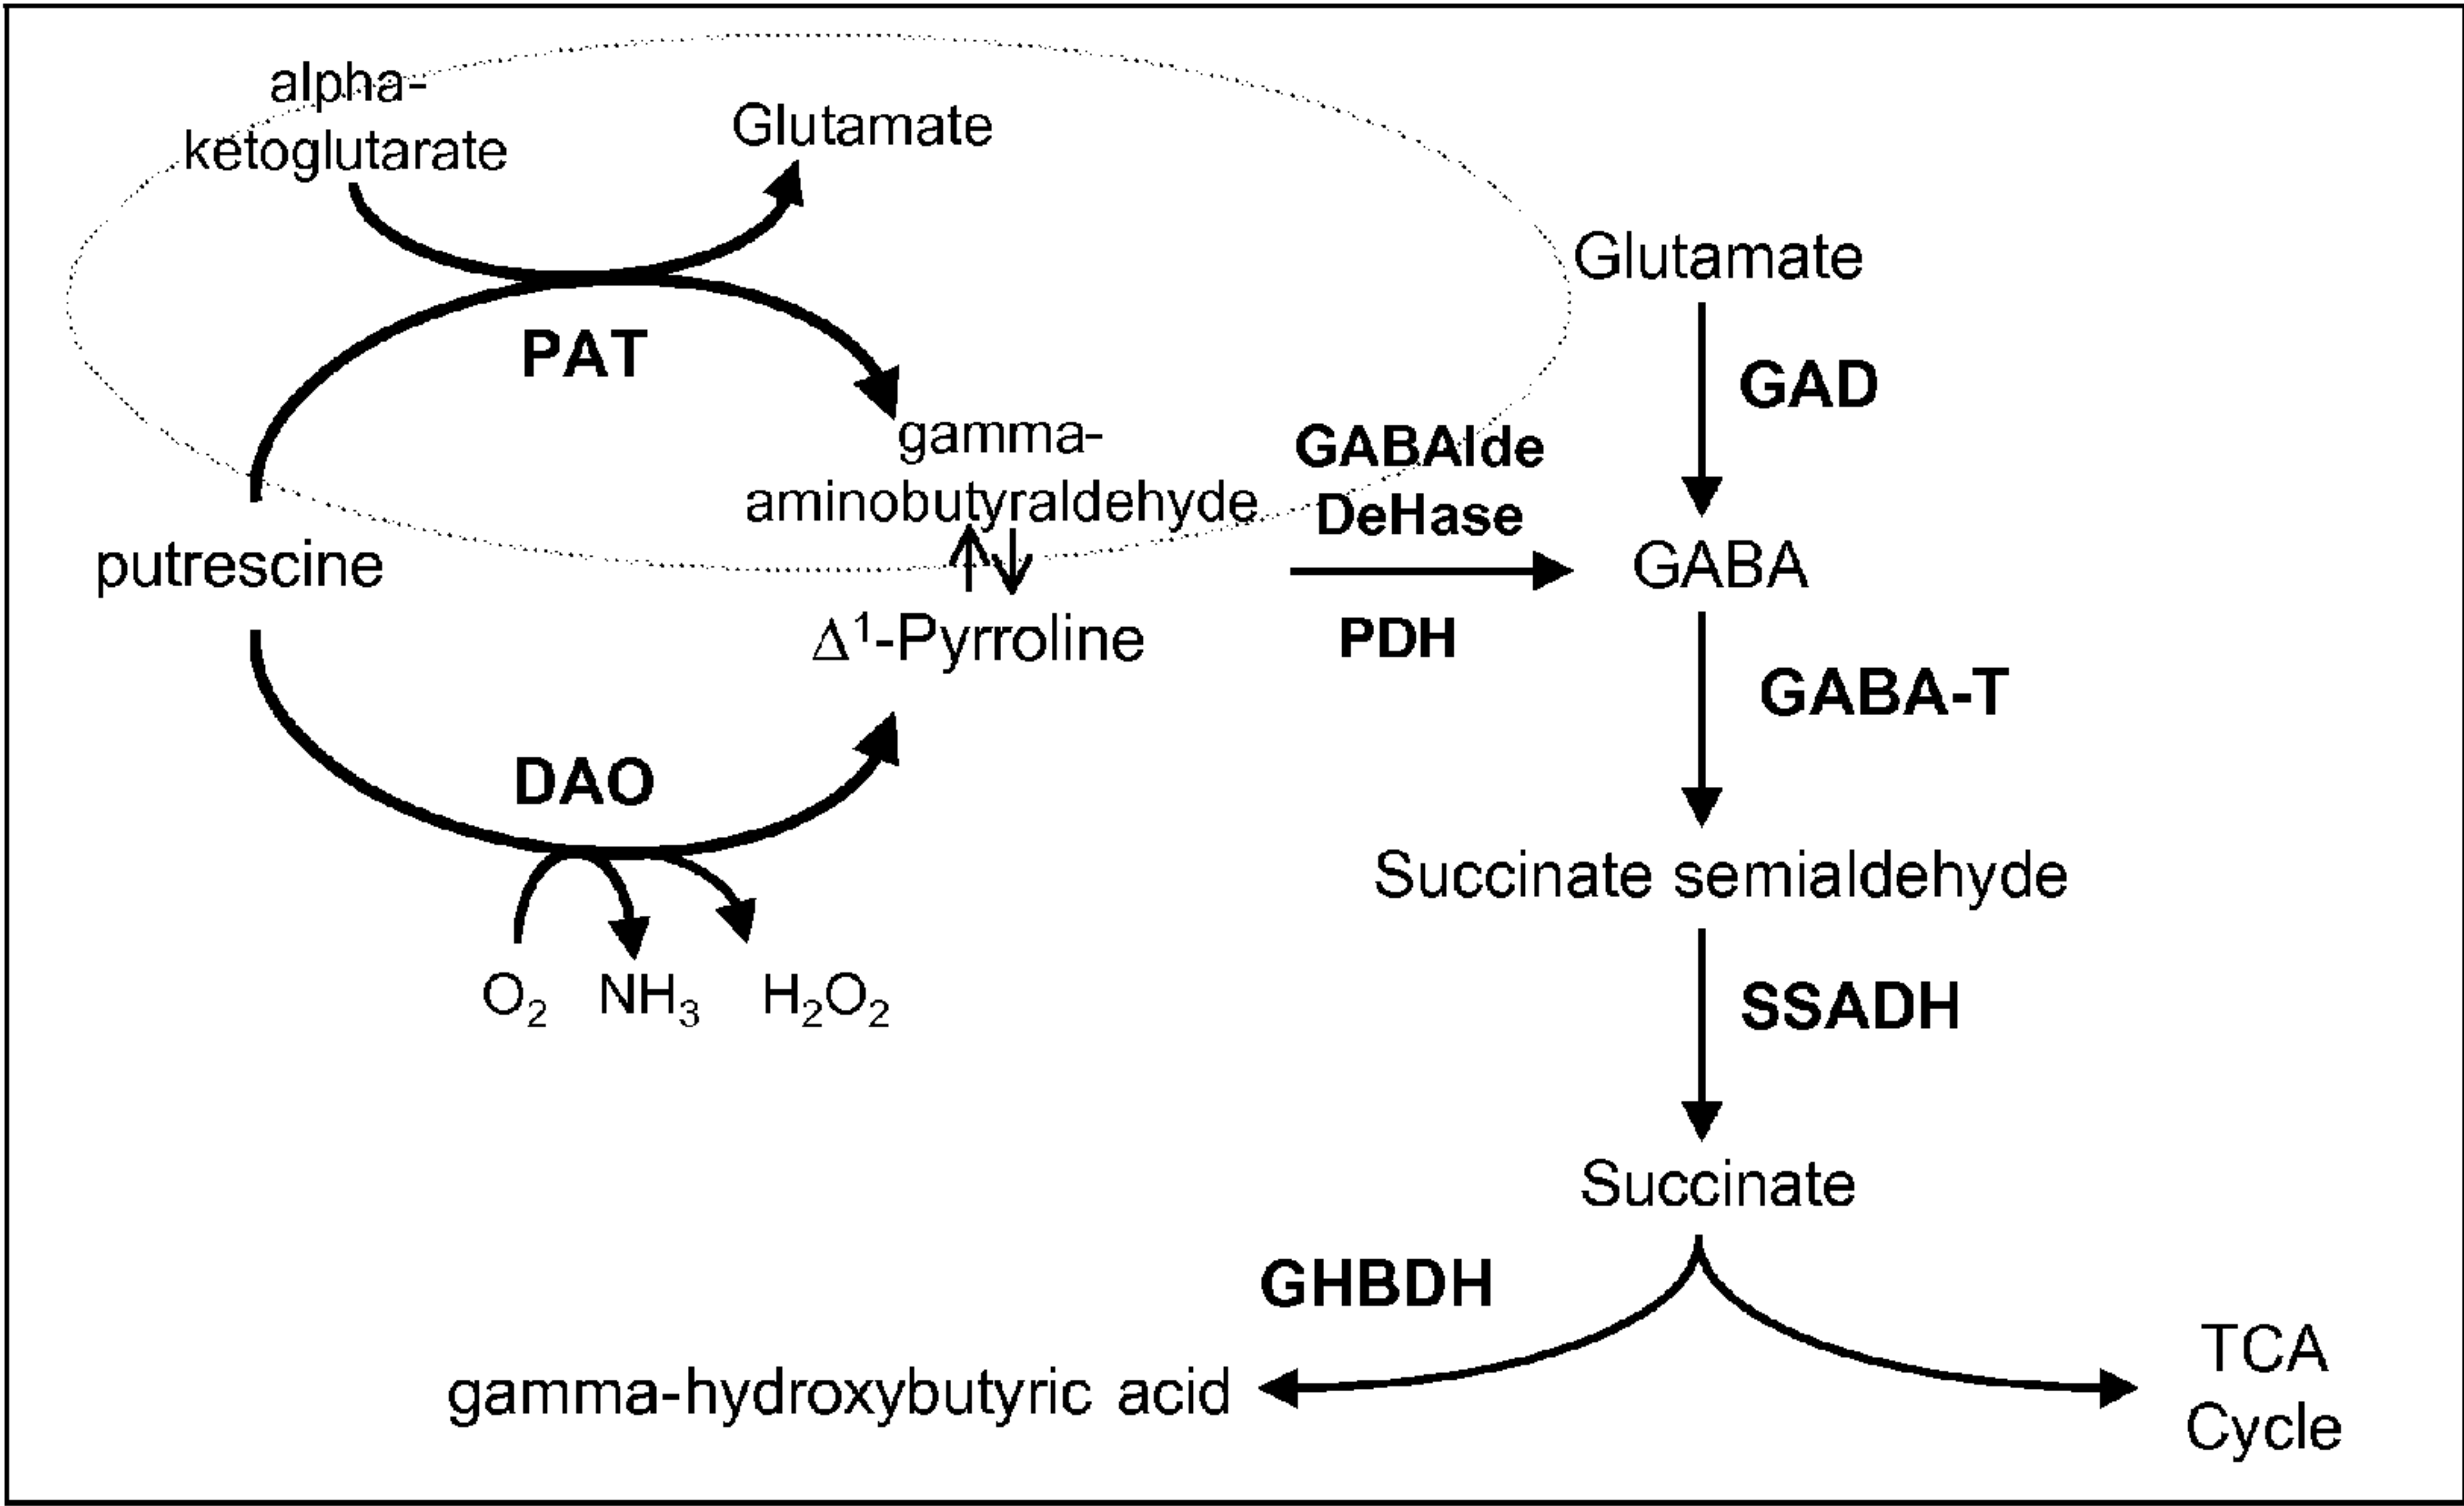 alpha-
ketoglutarate
Glutamate
PAT
gamma-
aminobutyraldehyde
putrescine
Δ¹-Pyrroline
DAO
O₂ NH₃ H₂O₂
GABAlde
DeHase
PDH
Glutamate
GAD
GABA
GABA-T
Succinate semialdehyde
SSADH
Succinate
GHBDH
gamma-hydroxybutyric acid
TCA
Cycle